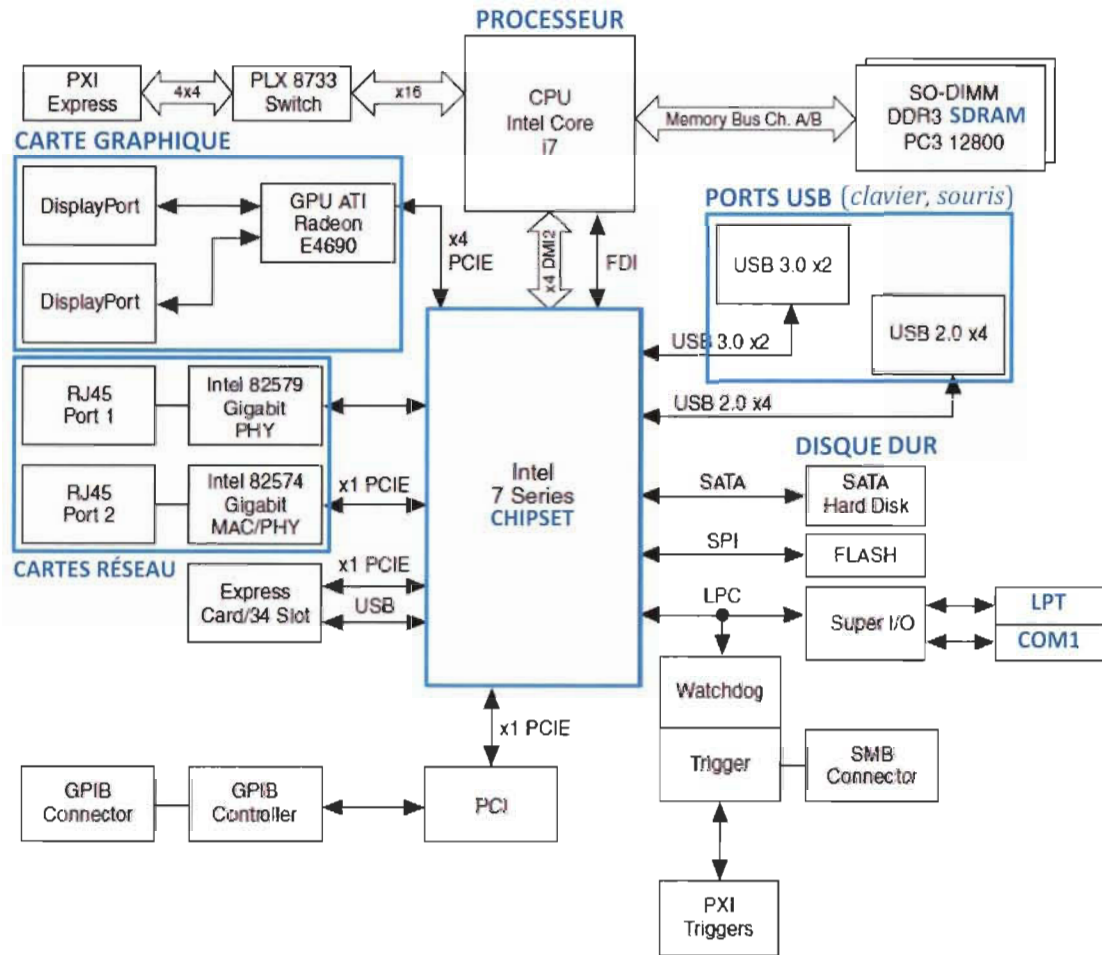 PROCESSEUR
PXI
Express
4x4
PLX 8733
Switch
x16
CPU
Intel Core
i7
Memory Bus Ch. A/B
SO-DIMM
DDR3 SDRAM
PC3 12800
CARTE GRAPHIQUE
DisplayPort
GPU ATI
Radeon
E4690
DisplayPort
x4
PCIE
x4 DMI2
FDI
PORTS USB (clavier, souris)
USB 3.0 x2
USB 2.0 x4
USB 3.0 x2
USB 2.0 x4
RJ45
Port 1
Intel 82579
Gigabit
PHY
RJ45
Port 2
Intel 82574
Gigabit
MAC/PHY
x1 PCIE
CARTES RÉSEAU
Intel
7 Series
CHIPSET
DISQUE DUR
SATA
SATA
Hard Disk
SPI
FLASH
Express
Card/34 Slot
x1 PCIE
USB
LPC
Super I/O
LPT
COM1
Watchdog
Trigger
SMB
Connector
x1 PCIE
GPIB
Connector
GPIB
Controller
PCI
PXI
Triggers